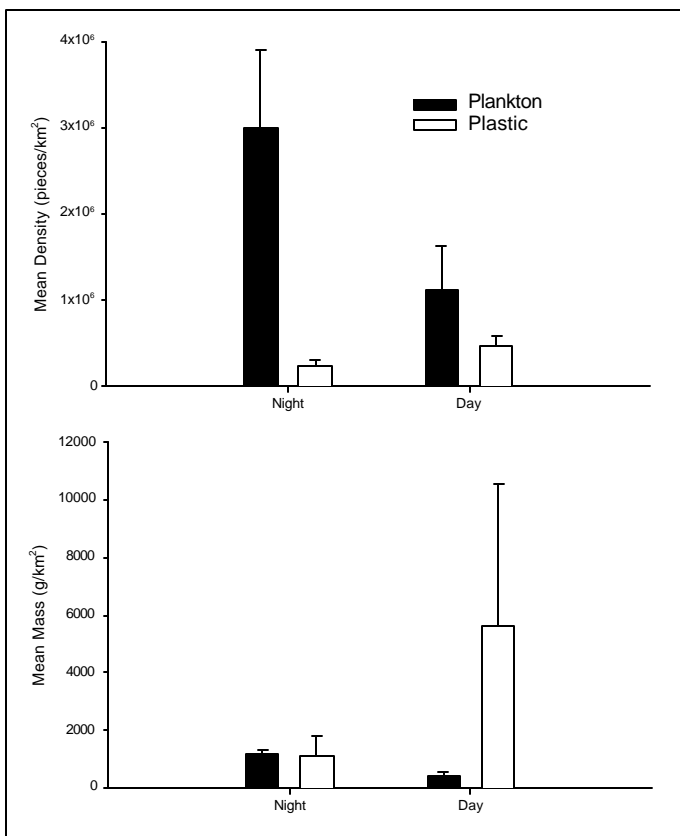 4x10⁶
3x10⁶
2x10⁶
1x10⁶
0
Mean Density (pieces/km²)
Plankton
Plastic
Night
Day
12000
10000
8000
6000
4000
2000
0
Mean Mass (g/km²)
Night
Day